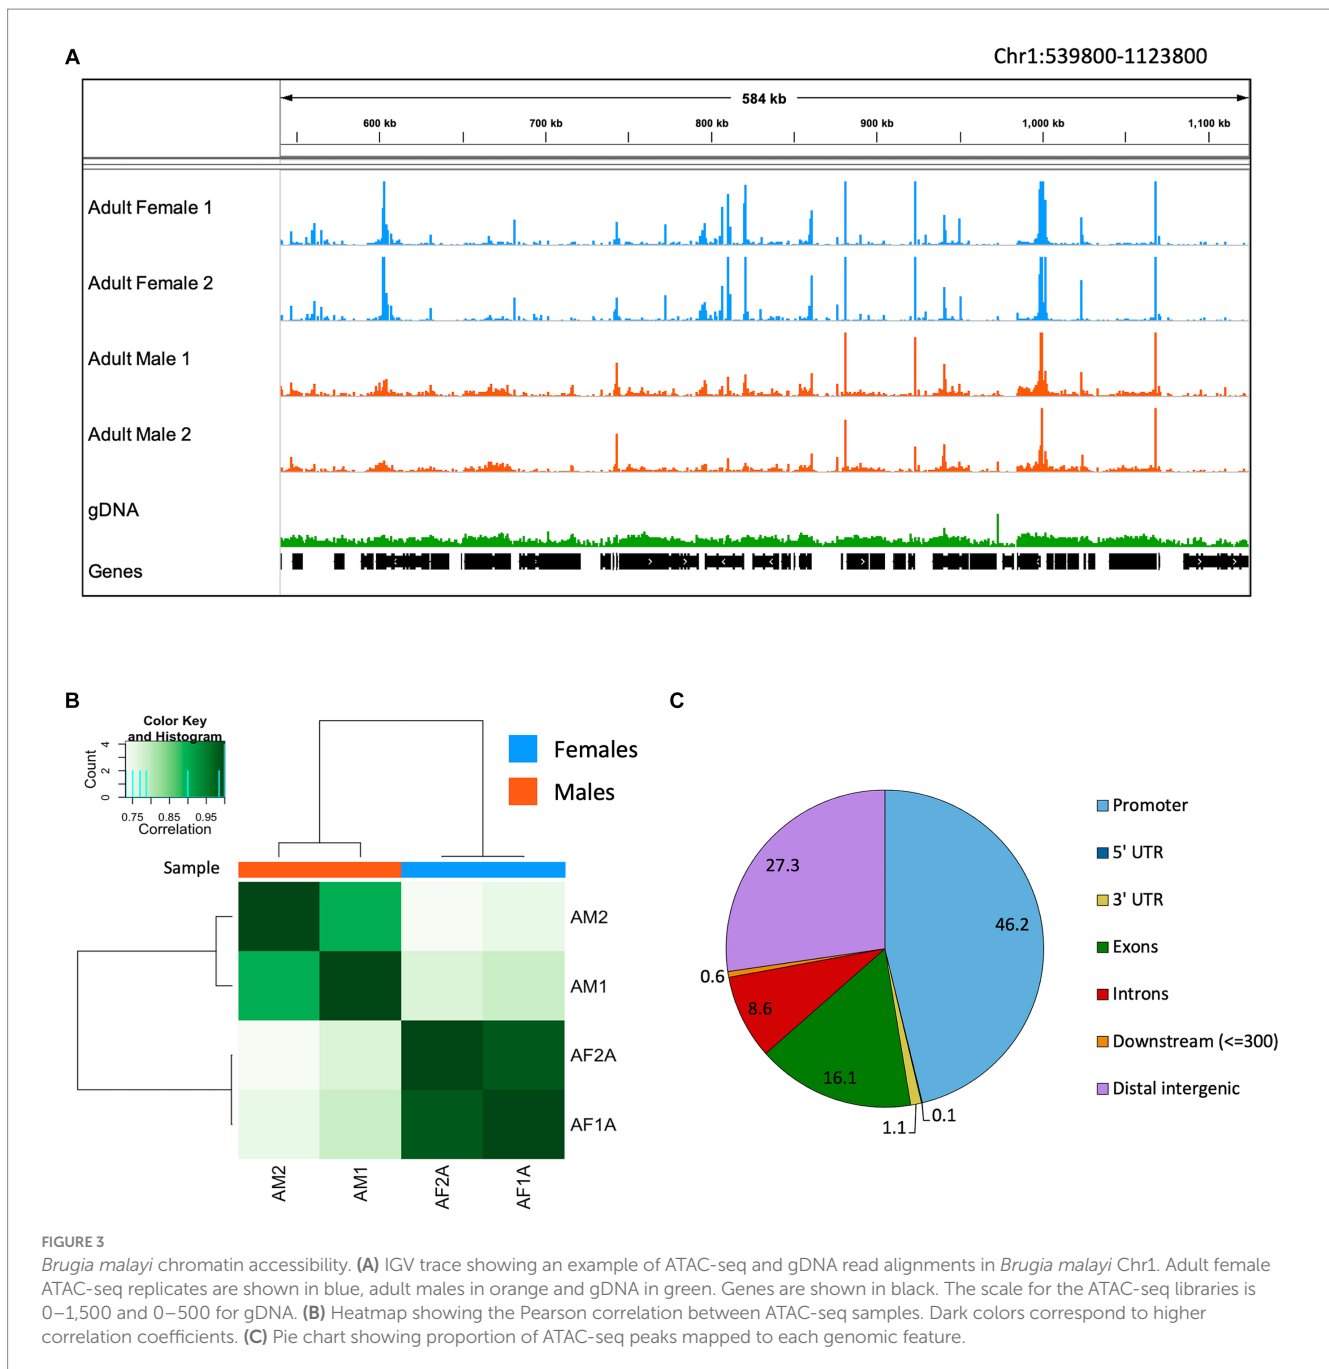 A
Chr1:539800-1123800
584 kb
600 kb 700 kb 800 kb 900 kb 1,000 kb 1,100 kb
Adult Female 1
Adult Female 2
Adult Male 1
Adult Male 2
gDNA
Genes
B
Color Key
and Histogram
Count
0 2 4
0.75 0.85 0.95
Correlation
Females
Males
Sample
AM2
AM1
AF2A
AF1A
AM2 AM1 AF2A AF1A
C
27.3
46.2
0.6
8.6
16.1
1.1
0.1
Promoter
5' UTR
3' UTR
Exons
Introns
Downstream (<=300)
Distal intergenic
FIGURE 3
Brugia malayi chromatin accessibility. (A) IGV trace showing an example of ATAC-seq and gDNA read alignments in Brugia malayi Chr1. Adult female
ATAC-seq replicates are shown in blue, adult males in orange and gDNA in green. Genes are shown in black. The scale for the ATAC-seq libraries is
0–1,500 and 0–500 for gDNA. (B) Heatmap showing the Pearson correlation between ATAC-seq samples. Dark colors correspond to higher
correlation coefficients. (C) Pie chart showing proportion of ATAC-seq peaks mapped to each genomic feature.